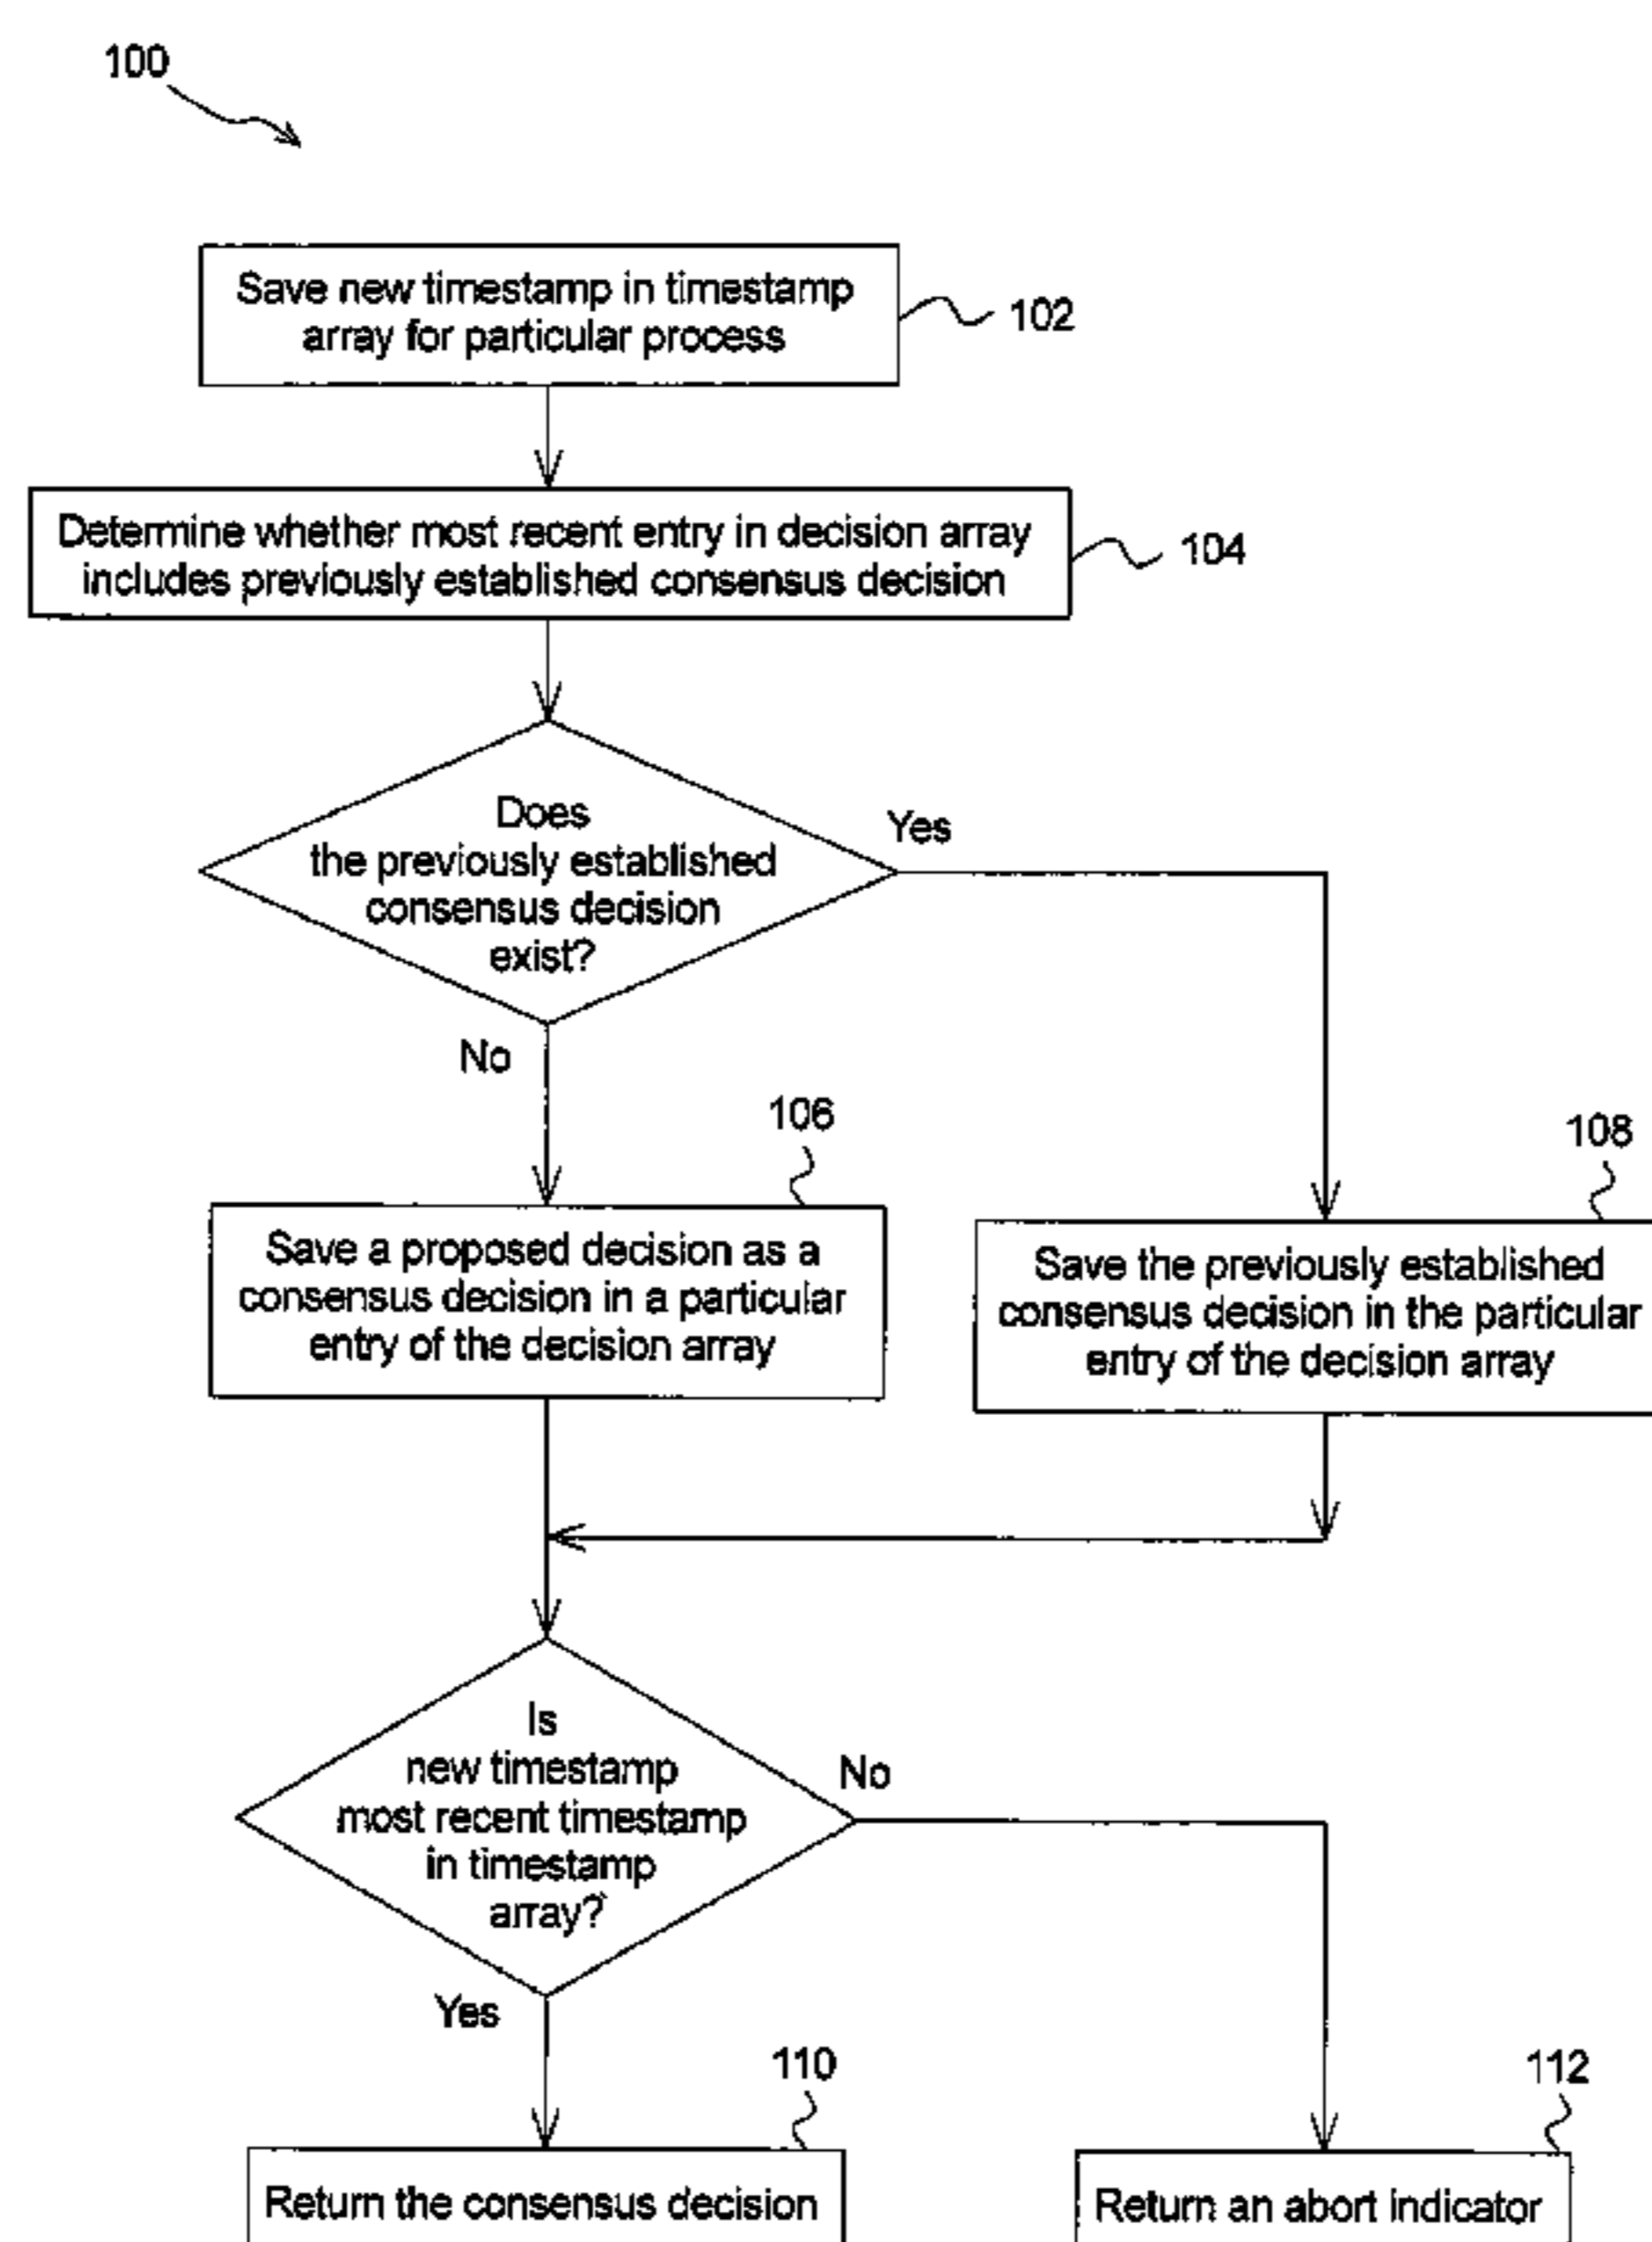 100
Save new timestamp in timestamp
array for particular process
102
Determine whether most recent entry in decision array
includes previously established consensus decision
104
Does
the previously established
consensus decision
exist?
Yes
No
106
108
Save a proposed decision as a
consensus decision in a particular
entry of the decision array
Save the previously established
consensus decision in the particular
entry of the decision array
Is
new timestamp
most recent timestamp
in timestamp
array?
No
Yes
110
112
Return the consensus decision
Return an abort indicator